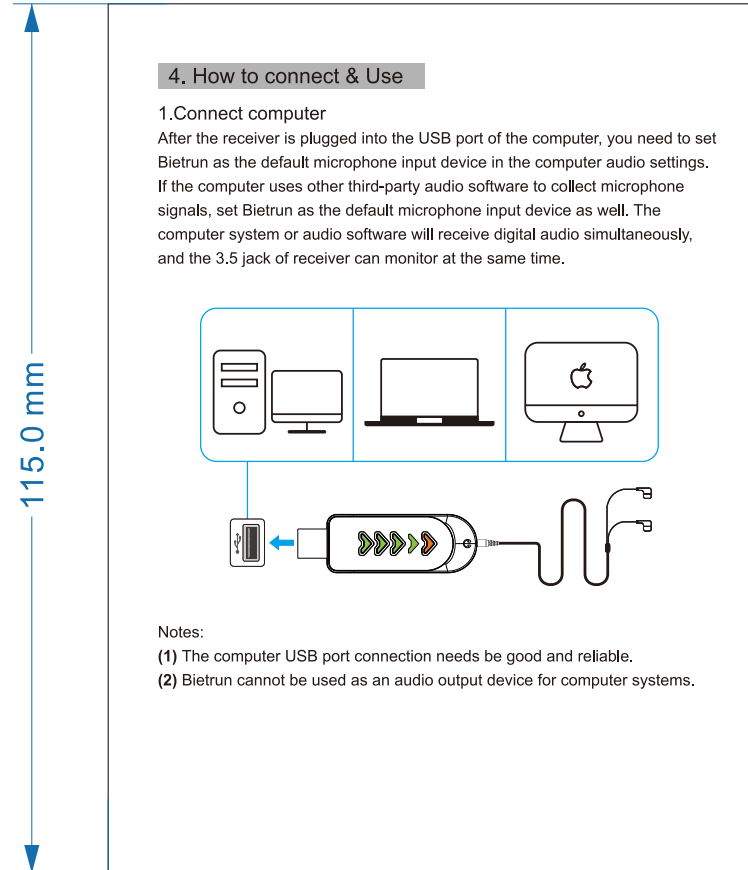 4. How to connect & Use
1.Connect computer
After the receiver is plugged into the USB port of the computer, you need to set
Bietrun as the default microphone input device in the computer audio settings.
If the computer uses other third-party audio software to collect microphone
signals, set Bietrun as the default microphone input device as well. The
computer system or audio software will receive digital audio simultaneously,
and the 3.5 jack of receiver can monitor at the same time.
115.0 mm
Notes:
(1) The computer USB port connection needs be good and reliable.
(2) Bietrun cannot be used as an audio output device for computer systems.